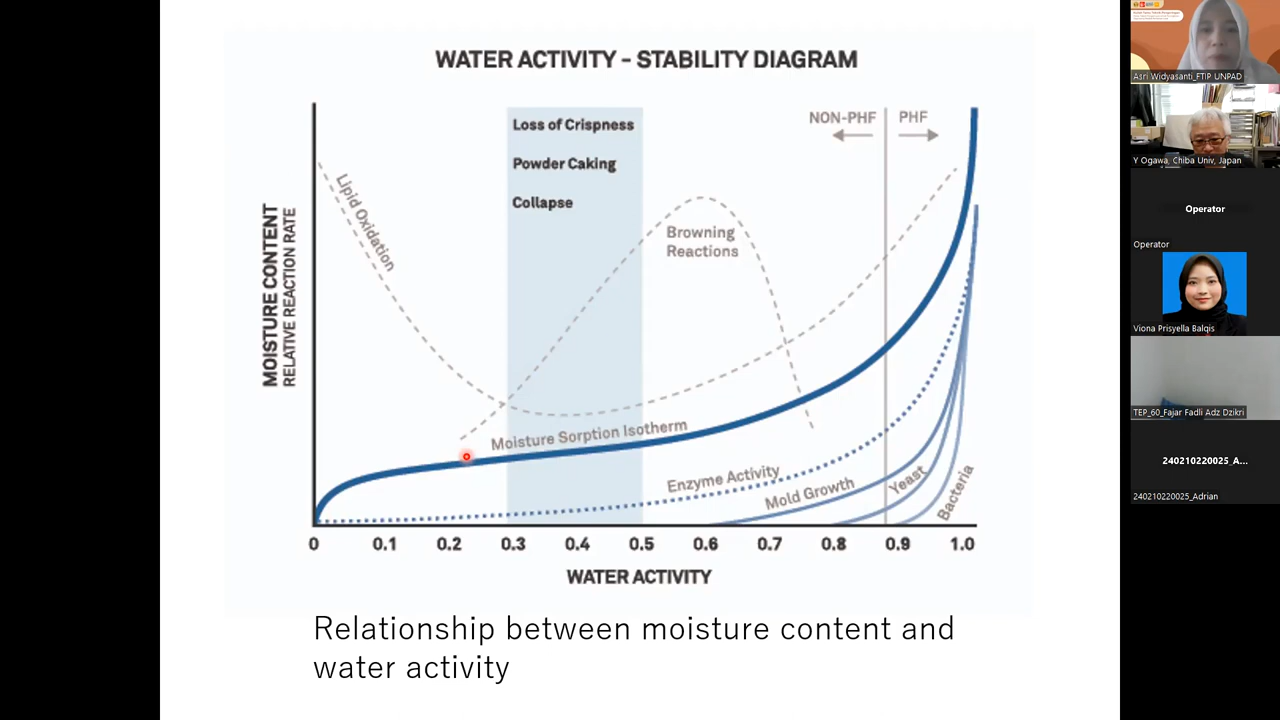 WATER ACTIVITY – STABILITY DIAGRAM
Loss of Crispness
Powder Caking
Collapse
NON-PHF
PHF
Lipid Oxidation
Browning
Reactions
MOISTURE CONTENT
RELATIVE REACTION RATE
Moisture Sorption Isotherm
Enzyme Activity
Mold Growth
Yeast
Bacteria
0 0.1 0.2 0.3 0.4 0.5 0.6 0.7 0.8 0.9 1.0
WATER ACTIVITY
Relationship between moisture content and
water activity
Asri Widyasanti_FTIP UNPAD
Y Ogawa, Chiba Univ, Japan
Operator
Operator
Viona Prisyella Balqis
TEP_60_Fajar Fadli Adz Dzikri
240210220025_A...
240210220025_Adrian